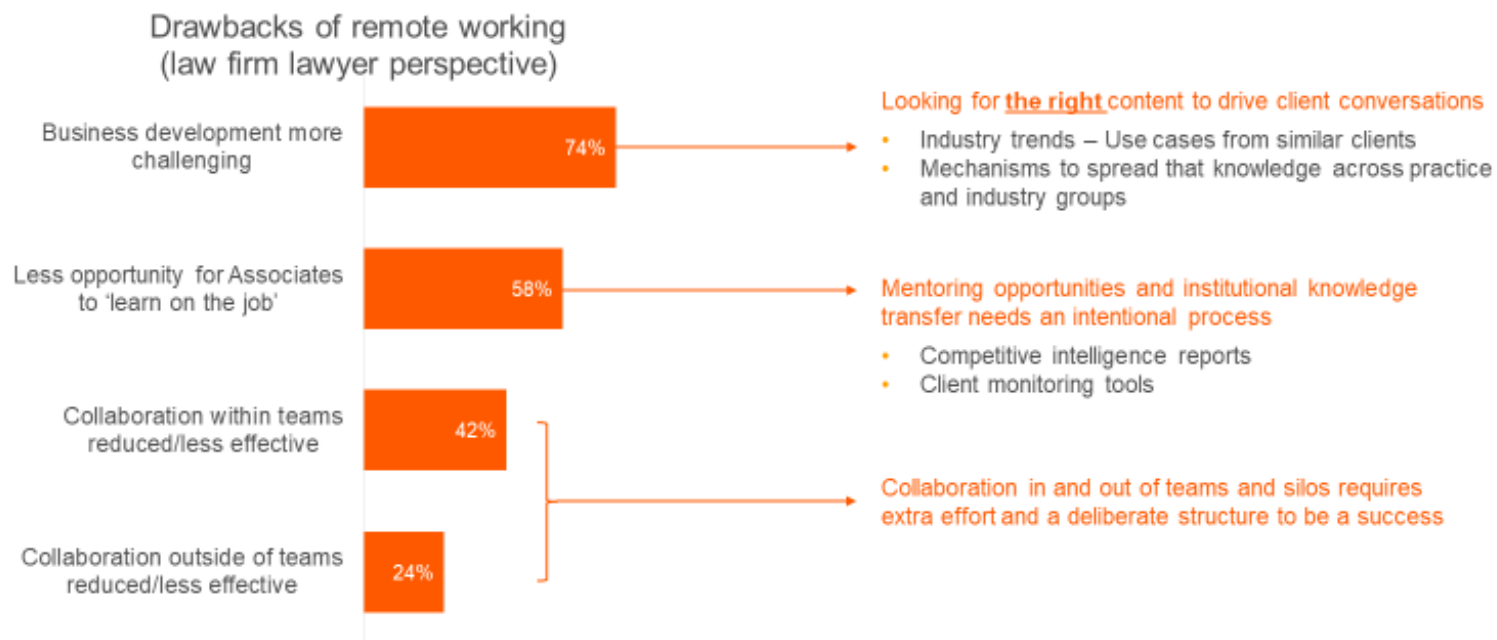 Drawbacks of remote working
(law firm lawyer perspective)
Business development more
challenging
74%
Looking for the right content to drive client conversations
• Industry trends – Use cases from similar clients
• Mechanisms to spread that knowledge across practice
and industry groups
Less opportunity for Associates
to ‘learn on the job’
58%
Mentoring opportunities and institutional knowledge
transfer needs an intentional process
• Competitive intelligence reports
• Client monitoring tools
Collaboration within teams
reduced/less effective
42%
Collaboration in and out of teams and silos requires
extra effort and a deliberate structure to be a success
Collaboration outside of teams
reduced/less effective
24%